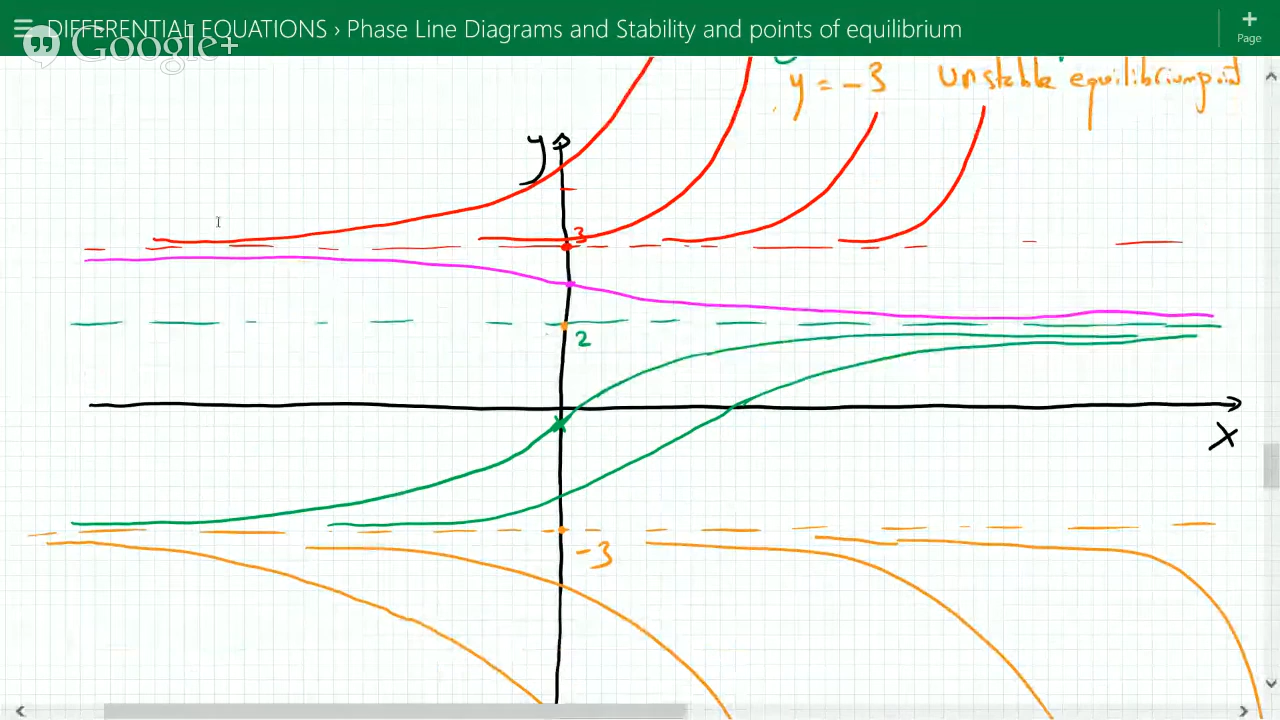 DIFFERENTIAL EQUATIONS › Phase Line Diagrams and Stability and points of equilibrium
Google+
Page
y = -3 unstable equilibrium point
y
3
2
x
-3